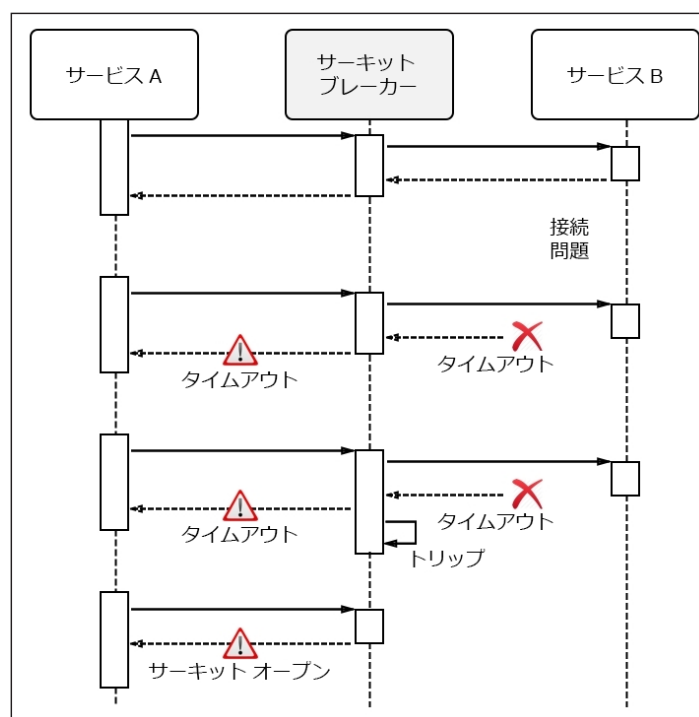 サービス A
サーキット
ブレーカー
サービス B
接続
問題
タイムアウト
タイムアウト
タイムアウト
タイムアウト
トリップ
サーキット オープン